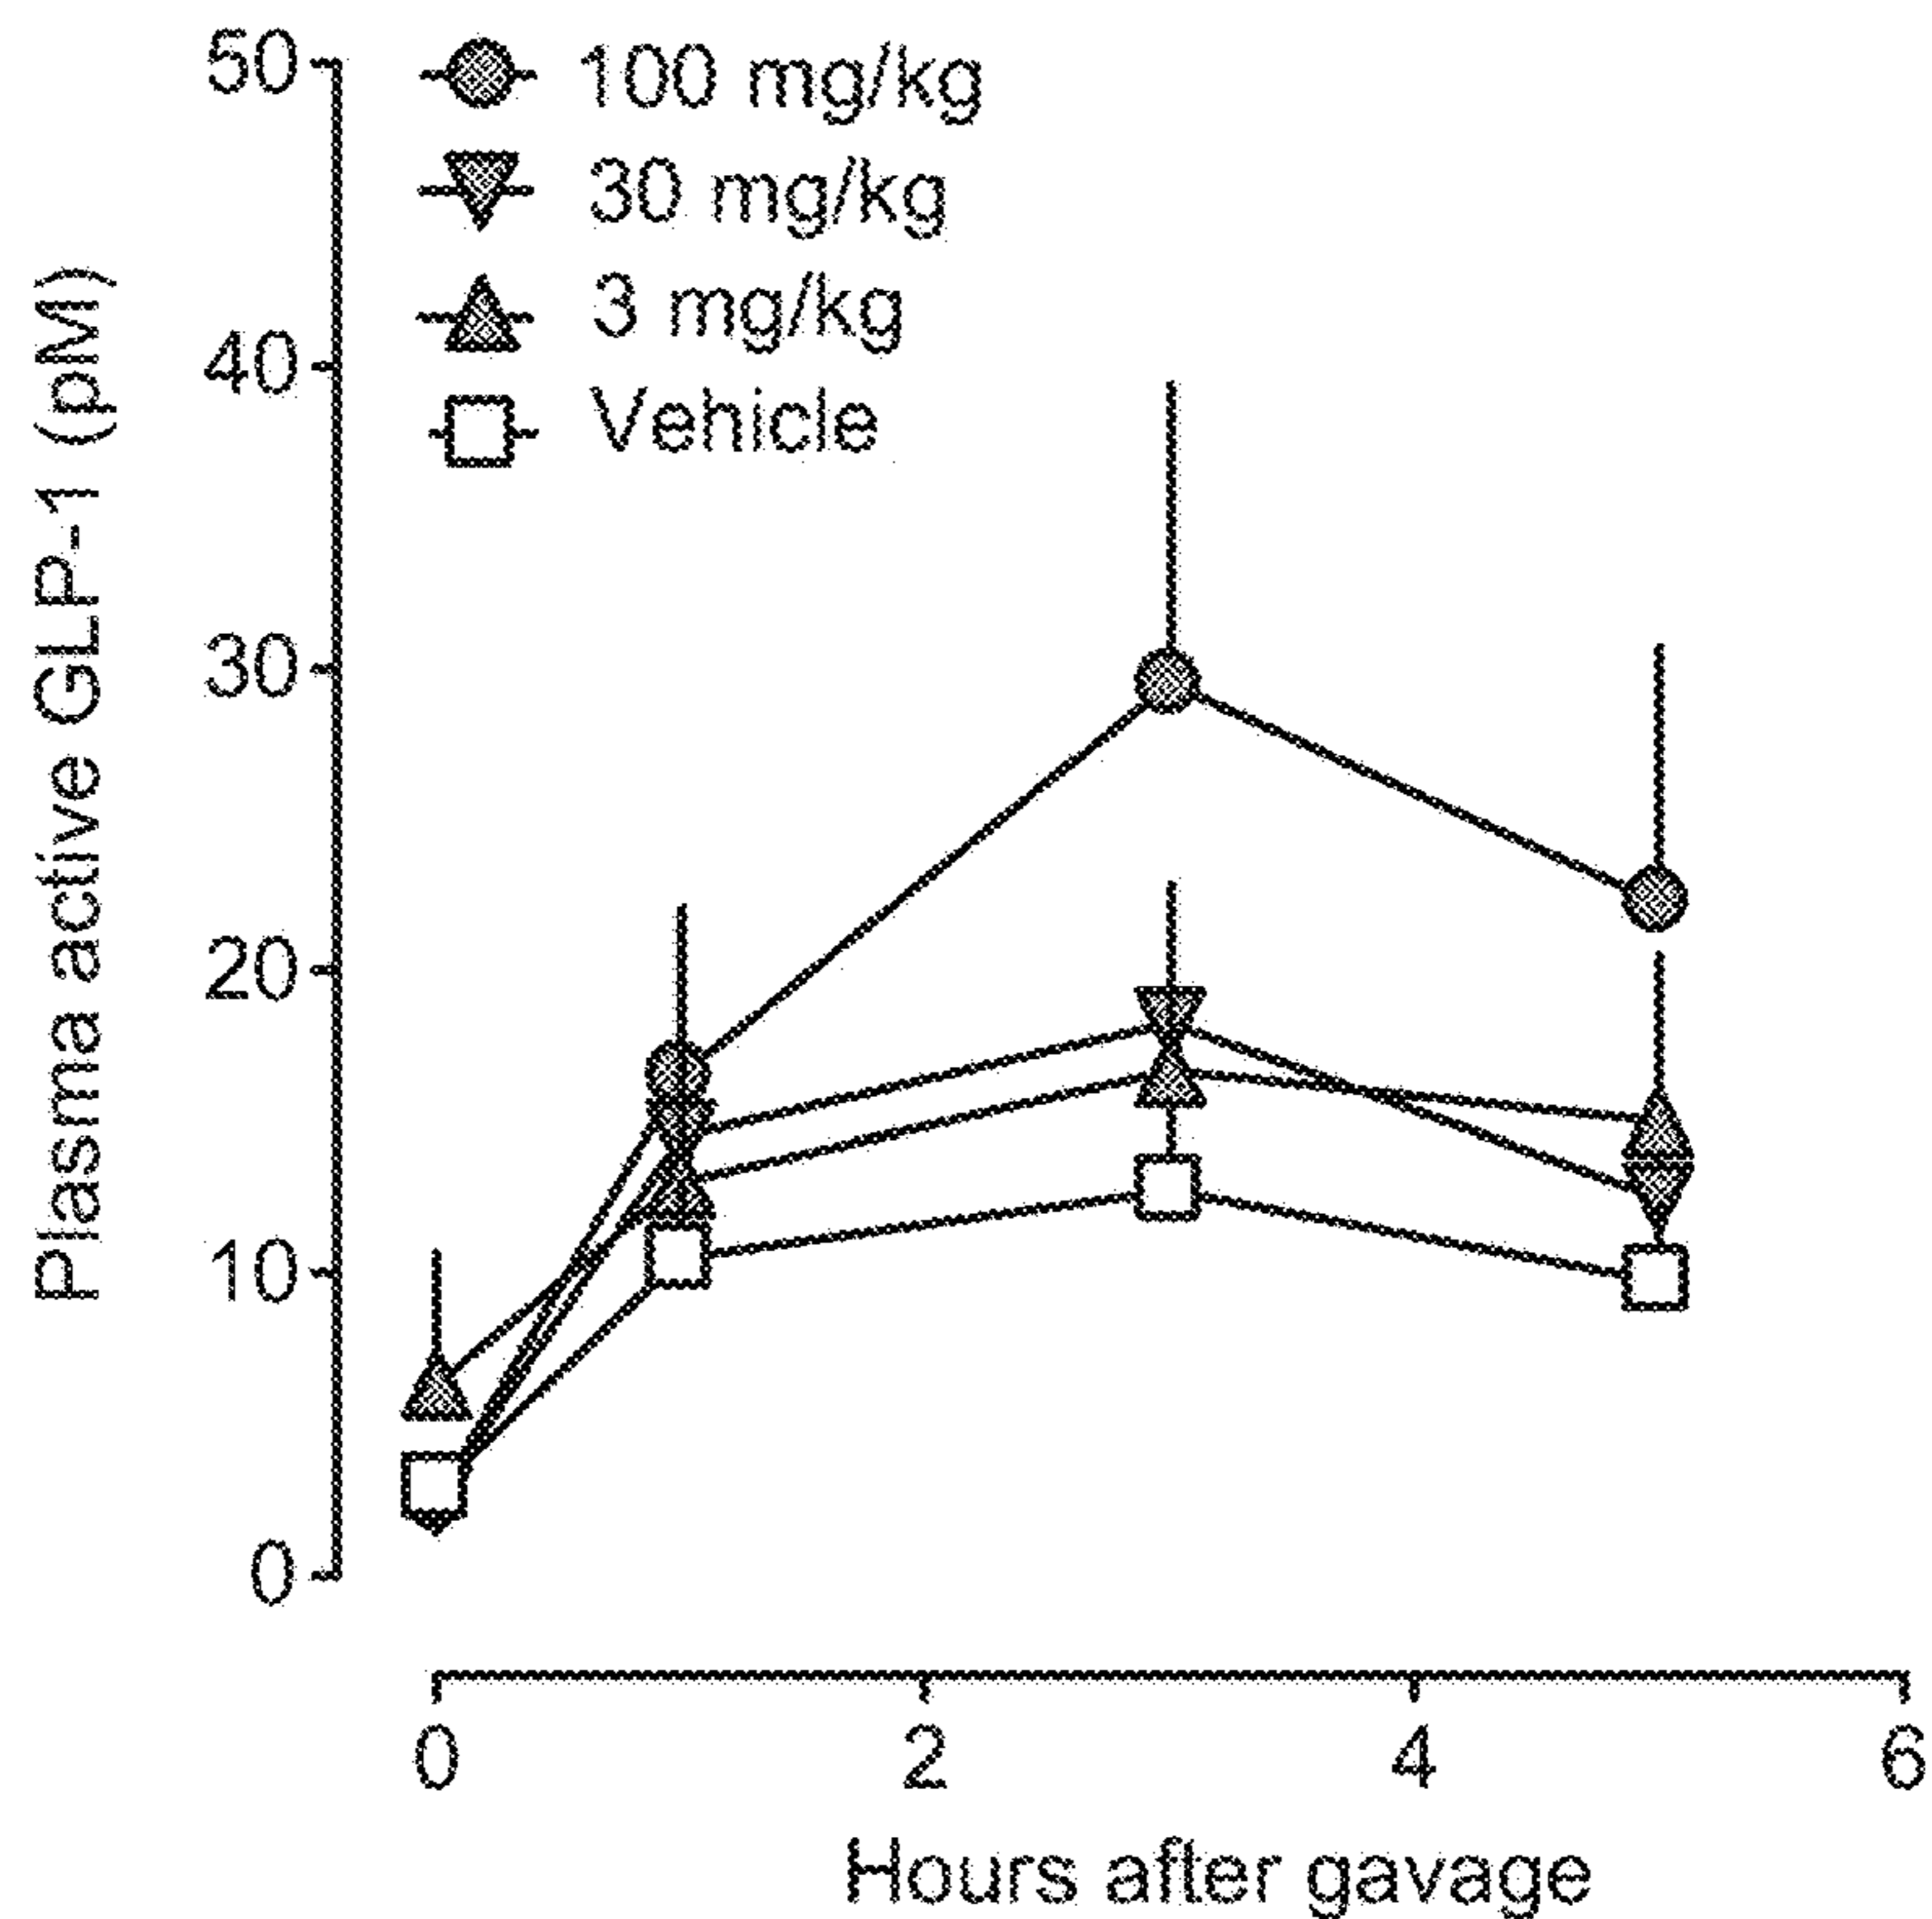 Plasma active GLP-1 (pM)
50
40
30
20
10
0
100 mg/kg
30 mg/kg
3 mg/kg
Vehicle
0 2 4 6
Hours after gavage